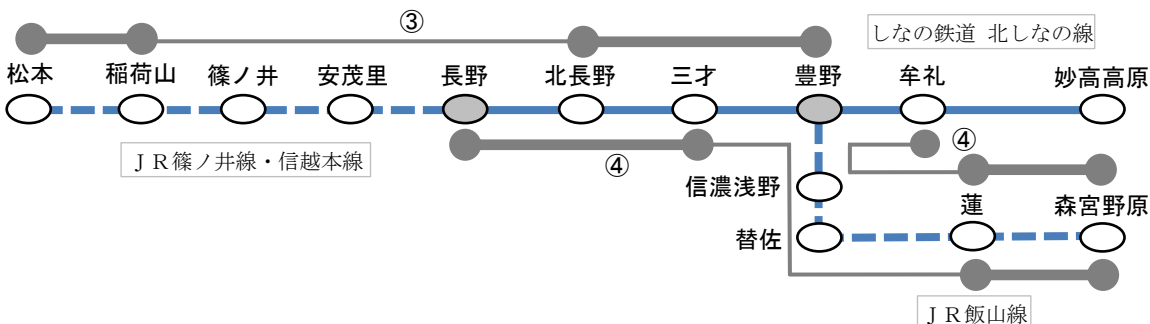 ③
しなの鉄道 北しなの線
松本 稲荷山 篠ノ井 安茂里 長野 北長野 三才 豊野 牟礼 妙高高原
JR篠ノ井線・信越本線
④
④
信濃浅野
蓮 森宮野原
替佐
JR飯山線